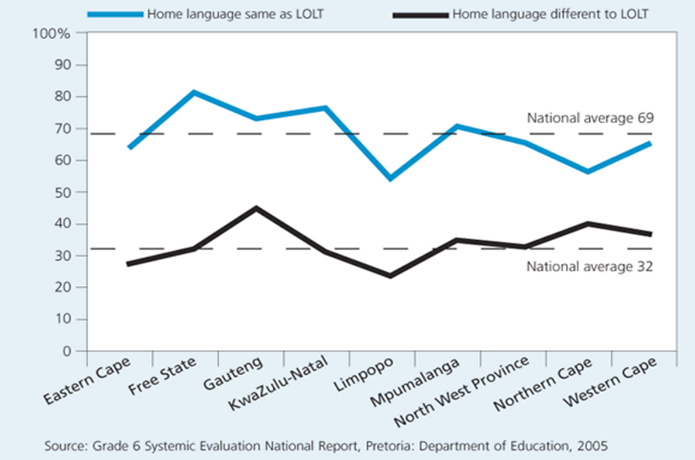 Home language same as LOLT
Home language different to LOLT
100%
90
80
70
60
50
40
30
20
10
0
National average 69
National average 32
Eastern Cape
Free State
Gauteng
KwaZulu-Natal
Limpopo
Mpumalanga
North West Province
Northern Cape
Western Cape
Source: Grade 6 Systemic Evaluation National Report, Pretoria: Department of Education, 2005